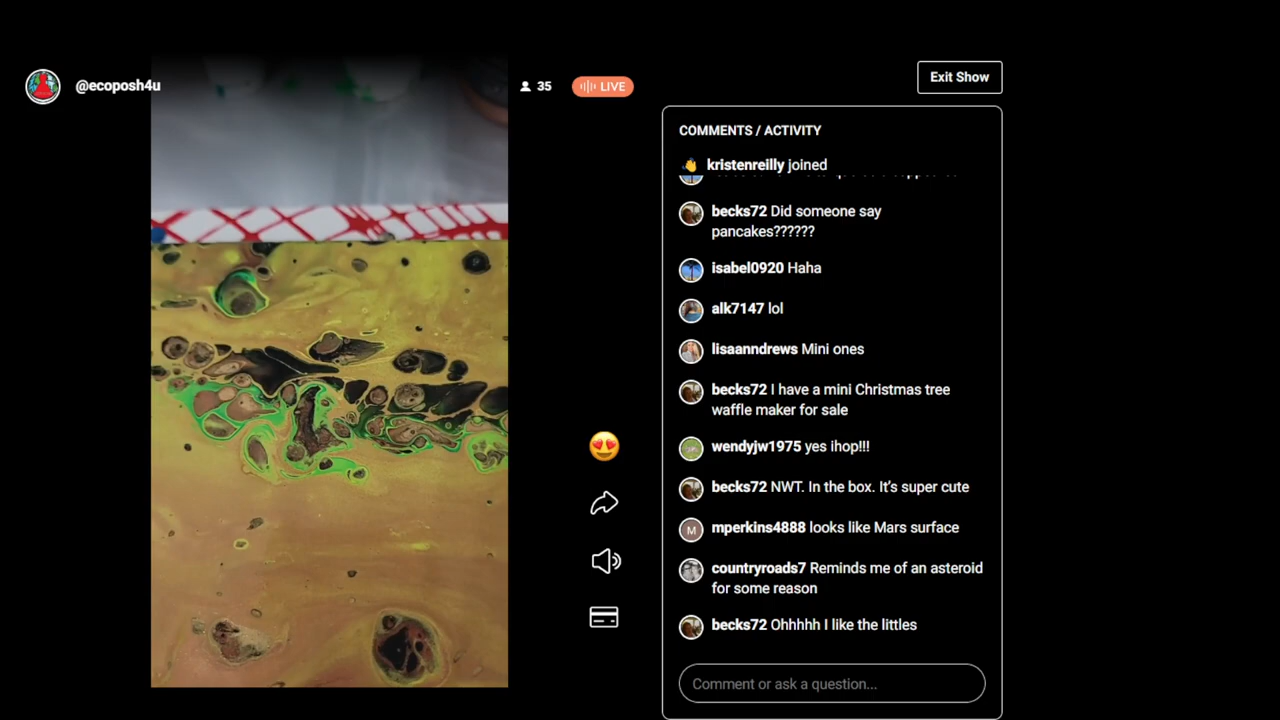 @ecoposh4u
35
LIVE
Exit Show
COMMENTS / ACTIVITY
kristenreilly joined
becks72 Did someone say
pancakes??????
isabel0920 Haha
alk7147 lol
lisaanndrews Mini ones
becks72 I have a mini Christmas tree
waffle maker for sale
wendyjw1975 yes ihop!!!
becks72 NWT. In the box. It's super cute
M
mperkins4888 looks like Mars surface
countryroads7 Reminds me of an asteroid
for some reason
becks72 Ohhhhh I like the littles
Comment or ask a question...